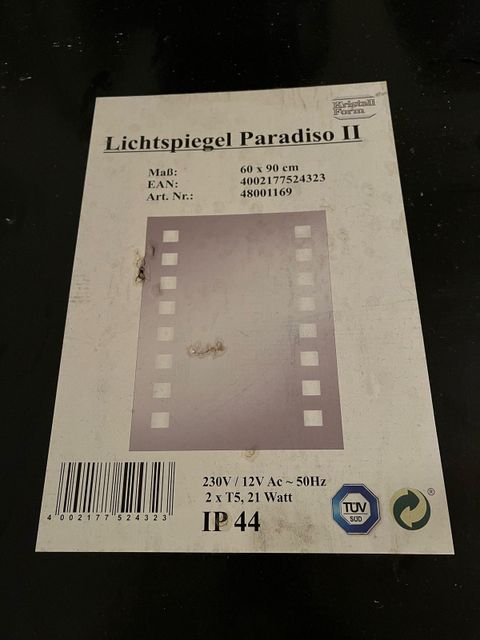 Kristall
Form
®
Lichtspiegel Paradiso II
Maß: 60 x 90 cm
EAN: 4002177524323
Art. Nr.: 48001169
230V / 12V Ac ~ 50Hz
2 x T5, 21 Watt
IP 44
4 002177 524323
TÜV
SÜD
®